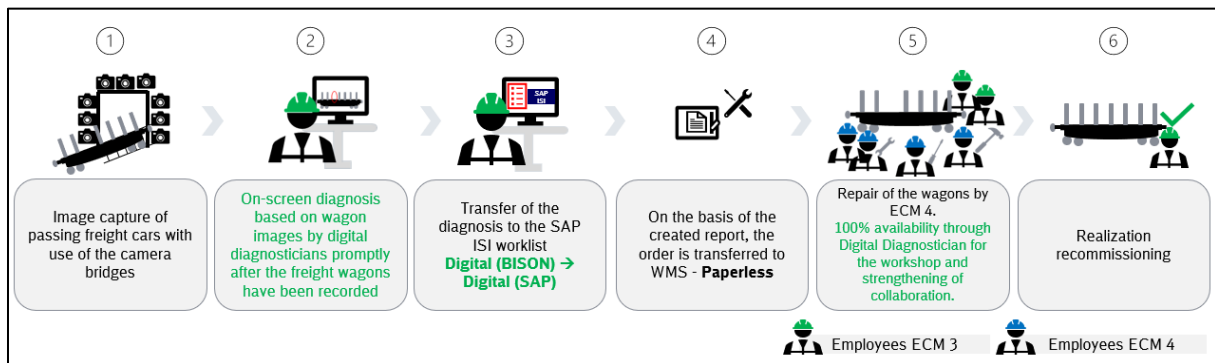 1
2
3
4
5
6
SAP
ISI
Image capture of
passing freight cars with
use of the camera
bridges
On-screen diagnosis
based on wagon
images by digital
diagnosticians promptly
after the freight wagons
have been recorded
Transfer of the
diagnosis to the SAP
ISI worklist
Digital (BISON) →
Digital (SAP)
On the basis of the
created report, the
order is transferred to
WMS - Paperless
Repair of the wagons by
ECM 4.
100% availability through
Digital Diagnostician for
the workshop and
strengthening of
collaboration.
Realization
recommissioning
Employees ECM 3
Employees ECM 4